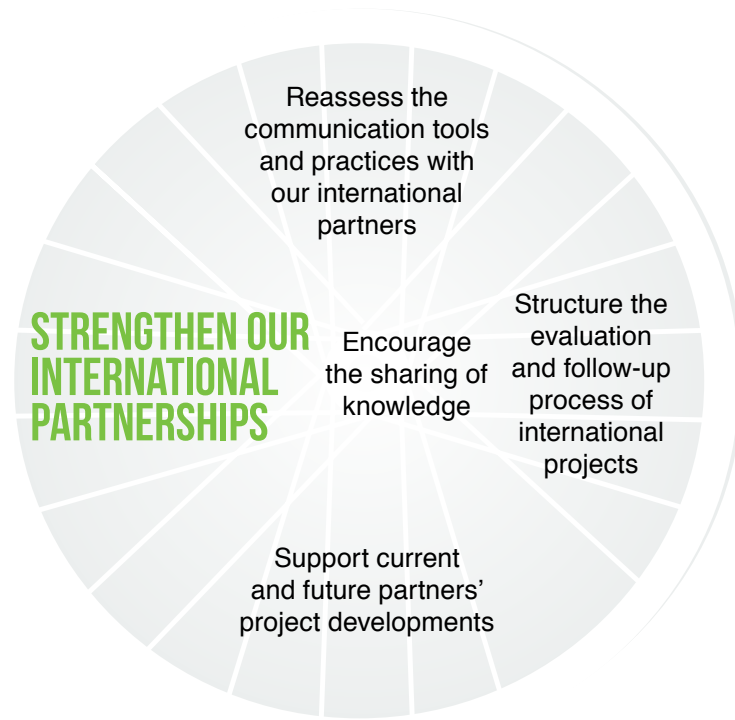 Reassess the
communication tools
and practices with
our international
partners
STRENGTHEN OUR
INTERNATIONAL
PARTNERSHIPS
Encourage
the sharing of
knowledge
Structure the
evaluation
and follow-up
process of
international
projects
Support current
and future partners’
project developments